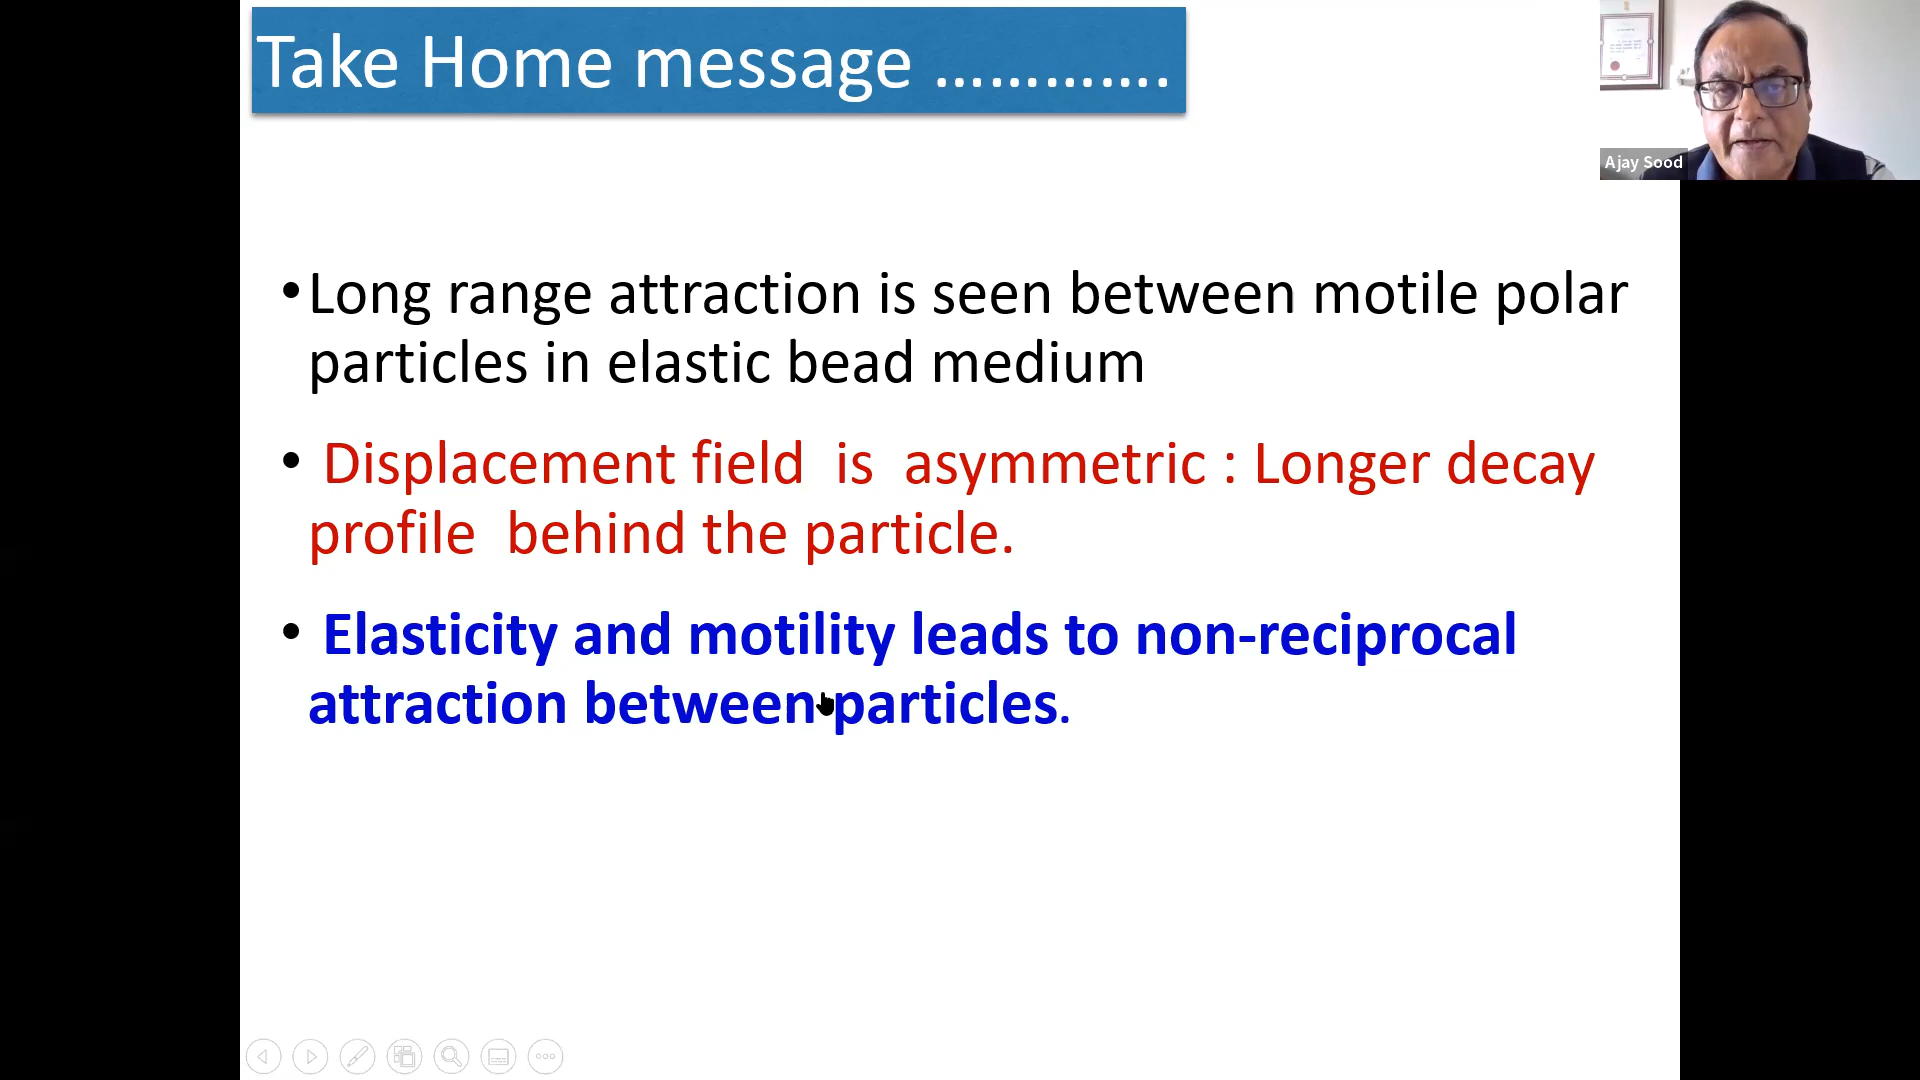 Take Home message ………….
Ajay Sood
•Long range attraction is seen between motile polar
particles in elastic bead medium
• Displacement field is asymmetric : Longer decay
profile behind the particle.
• Elasticity and motility leads to non-reciprocal
attraction between particles.